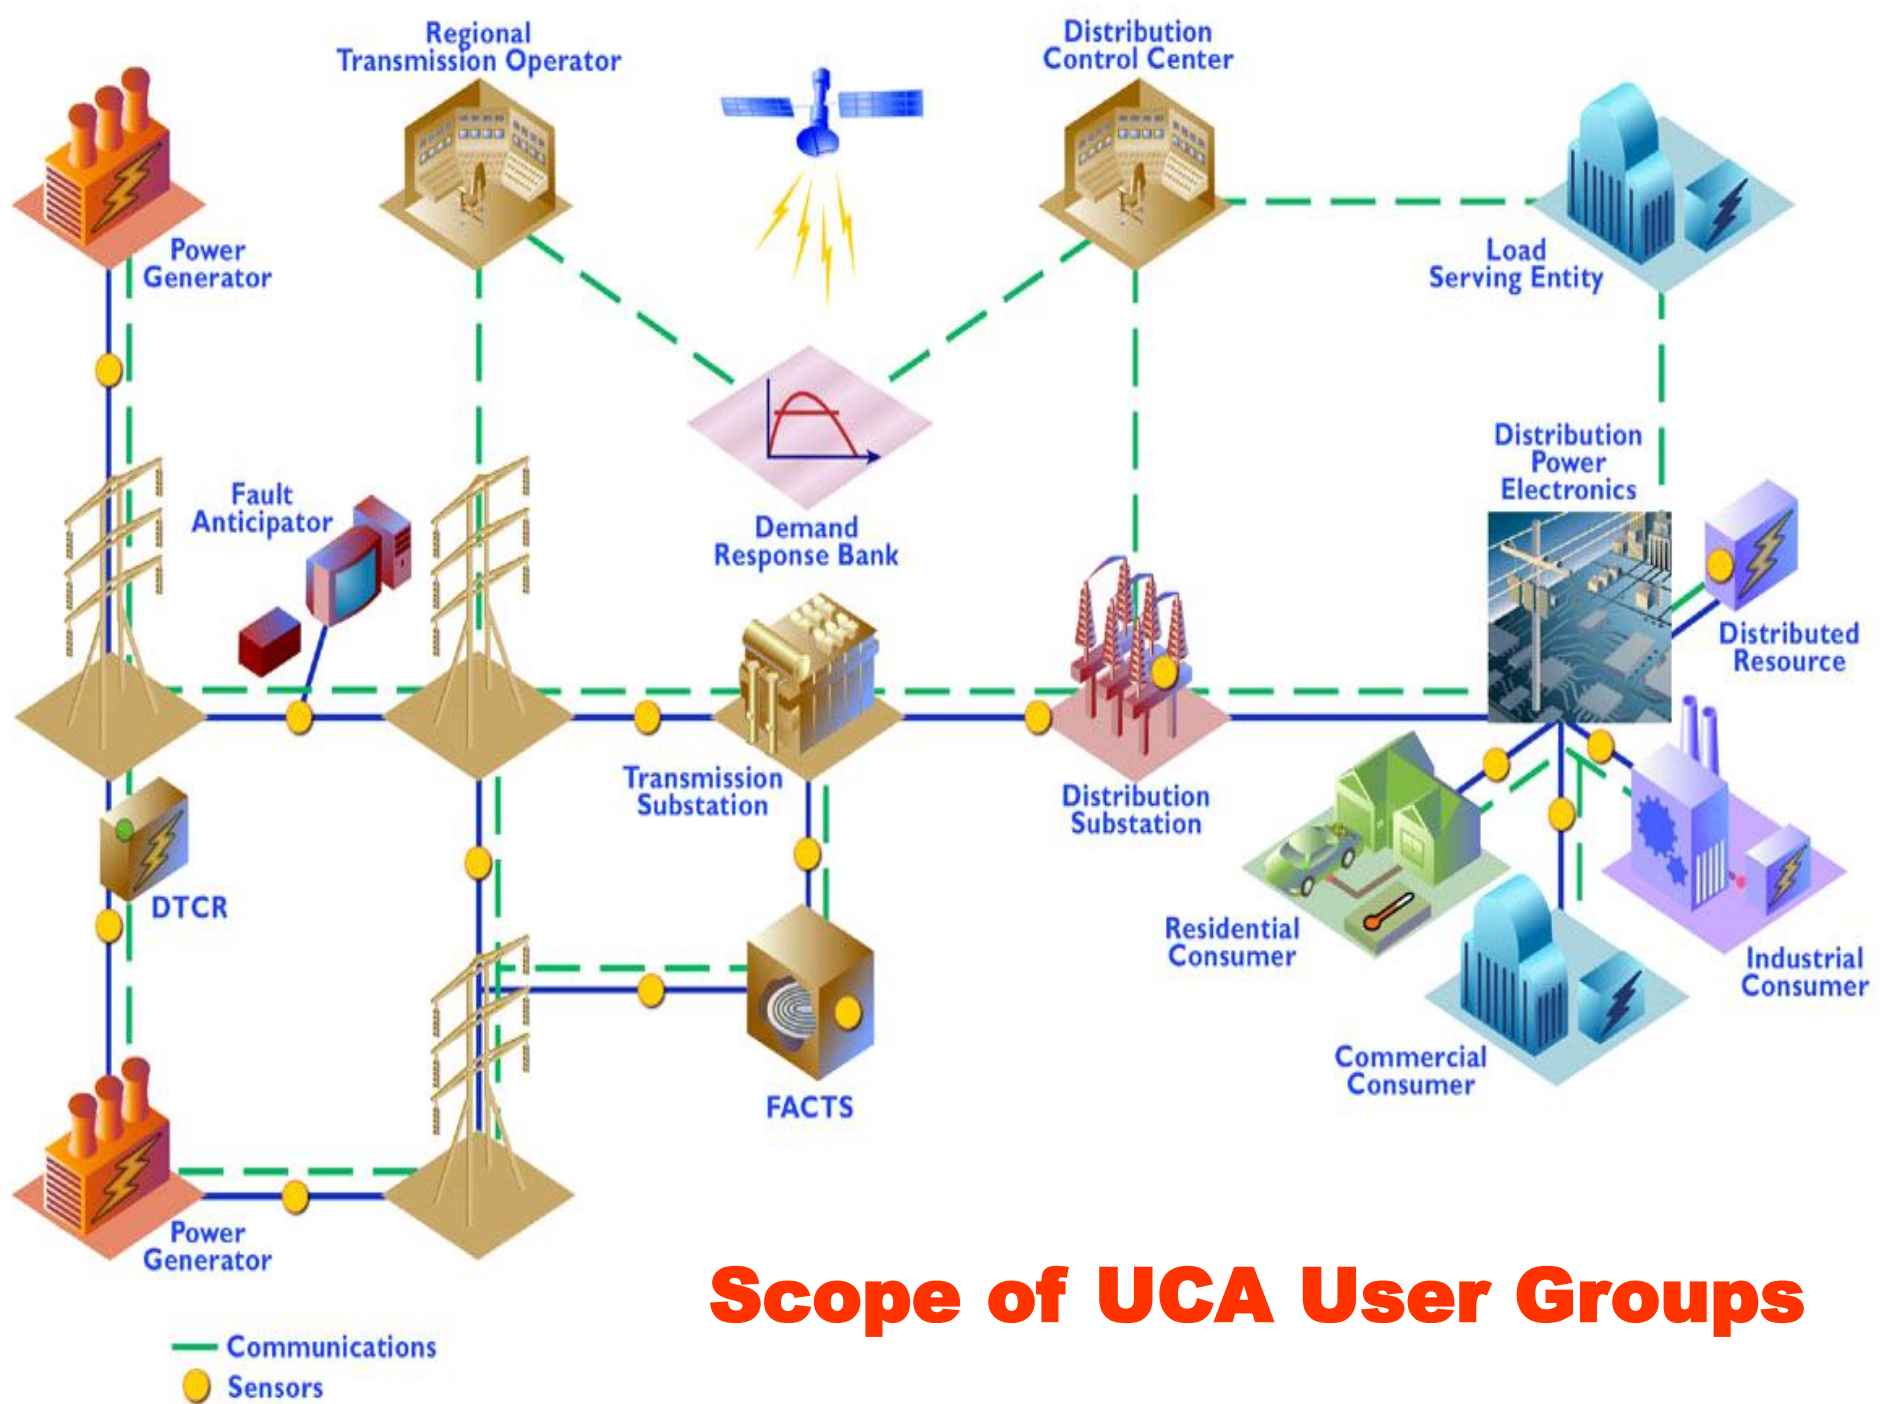 Regional
Transmission Operator
Distribution
Control Center
Power
Generator
Load
Serving Entity
Distribution
Power
Electronics
Fault
Anticipator
Demand
Response Bank
Distributed
Resource
Transmission
Substation
Distribution
Substation
DTCR
Residential
Consumer
Industrial
Consumer
Commercial
Consumer
FACTS
Power
Generator
Scope of UCA User Groups
Communications
Sensors